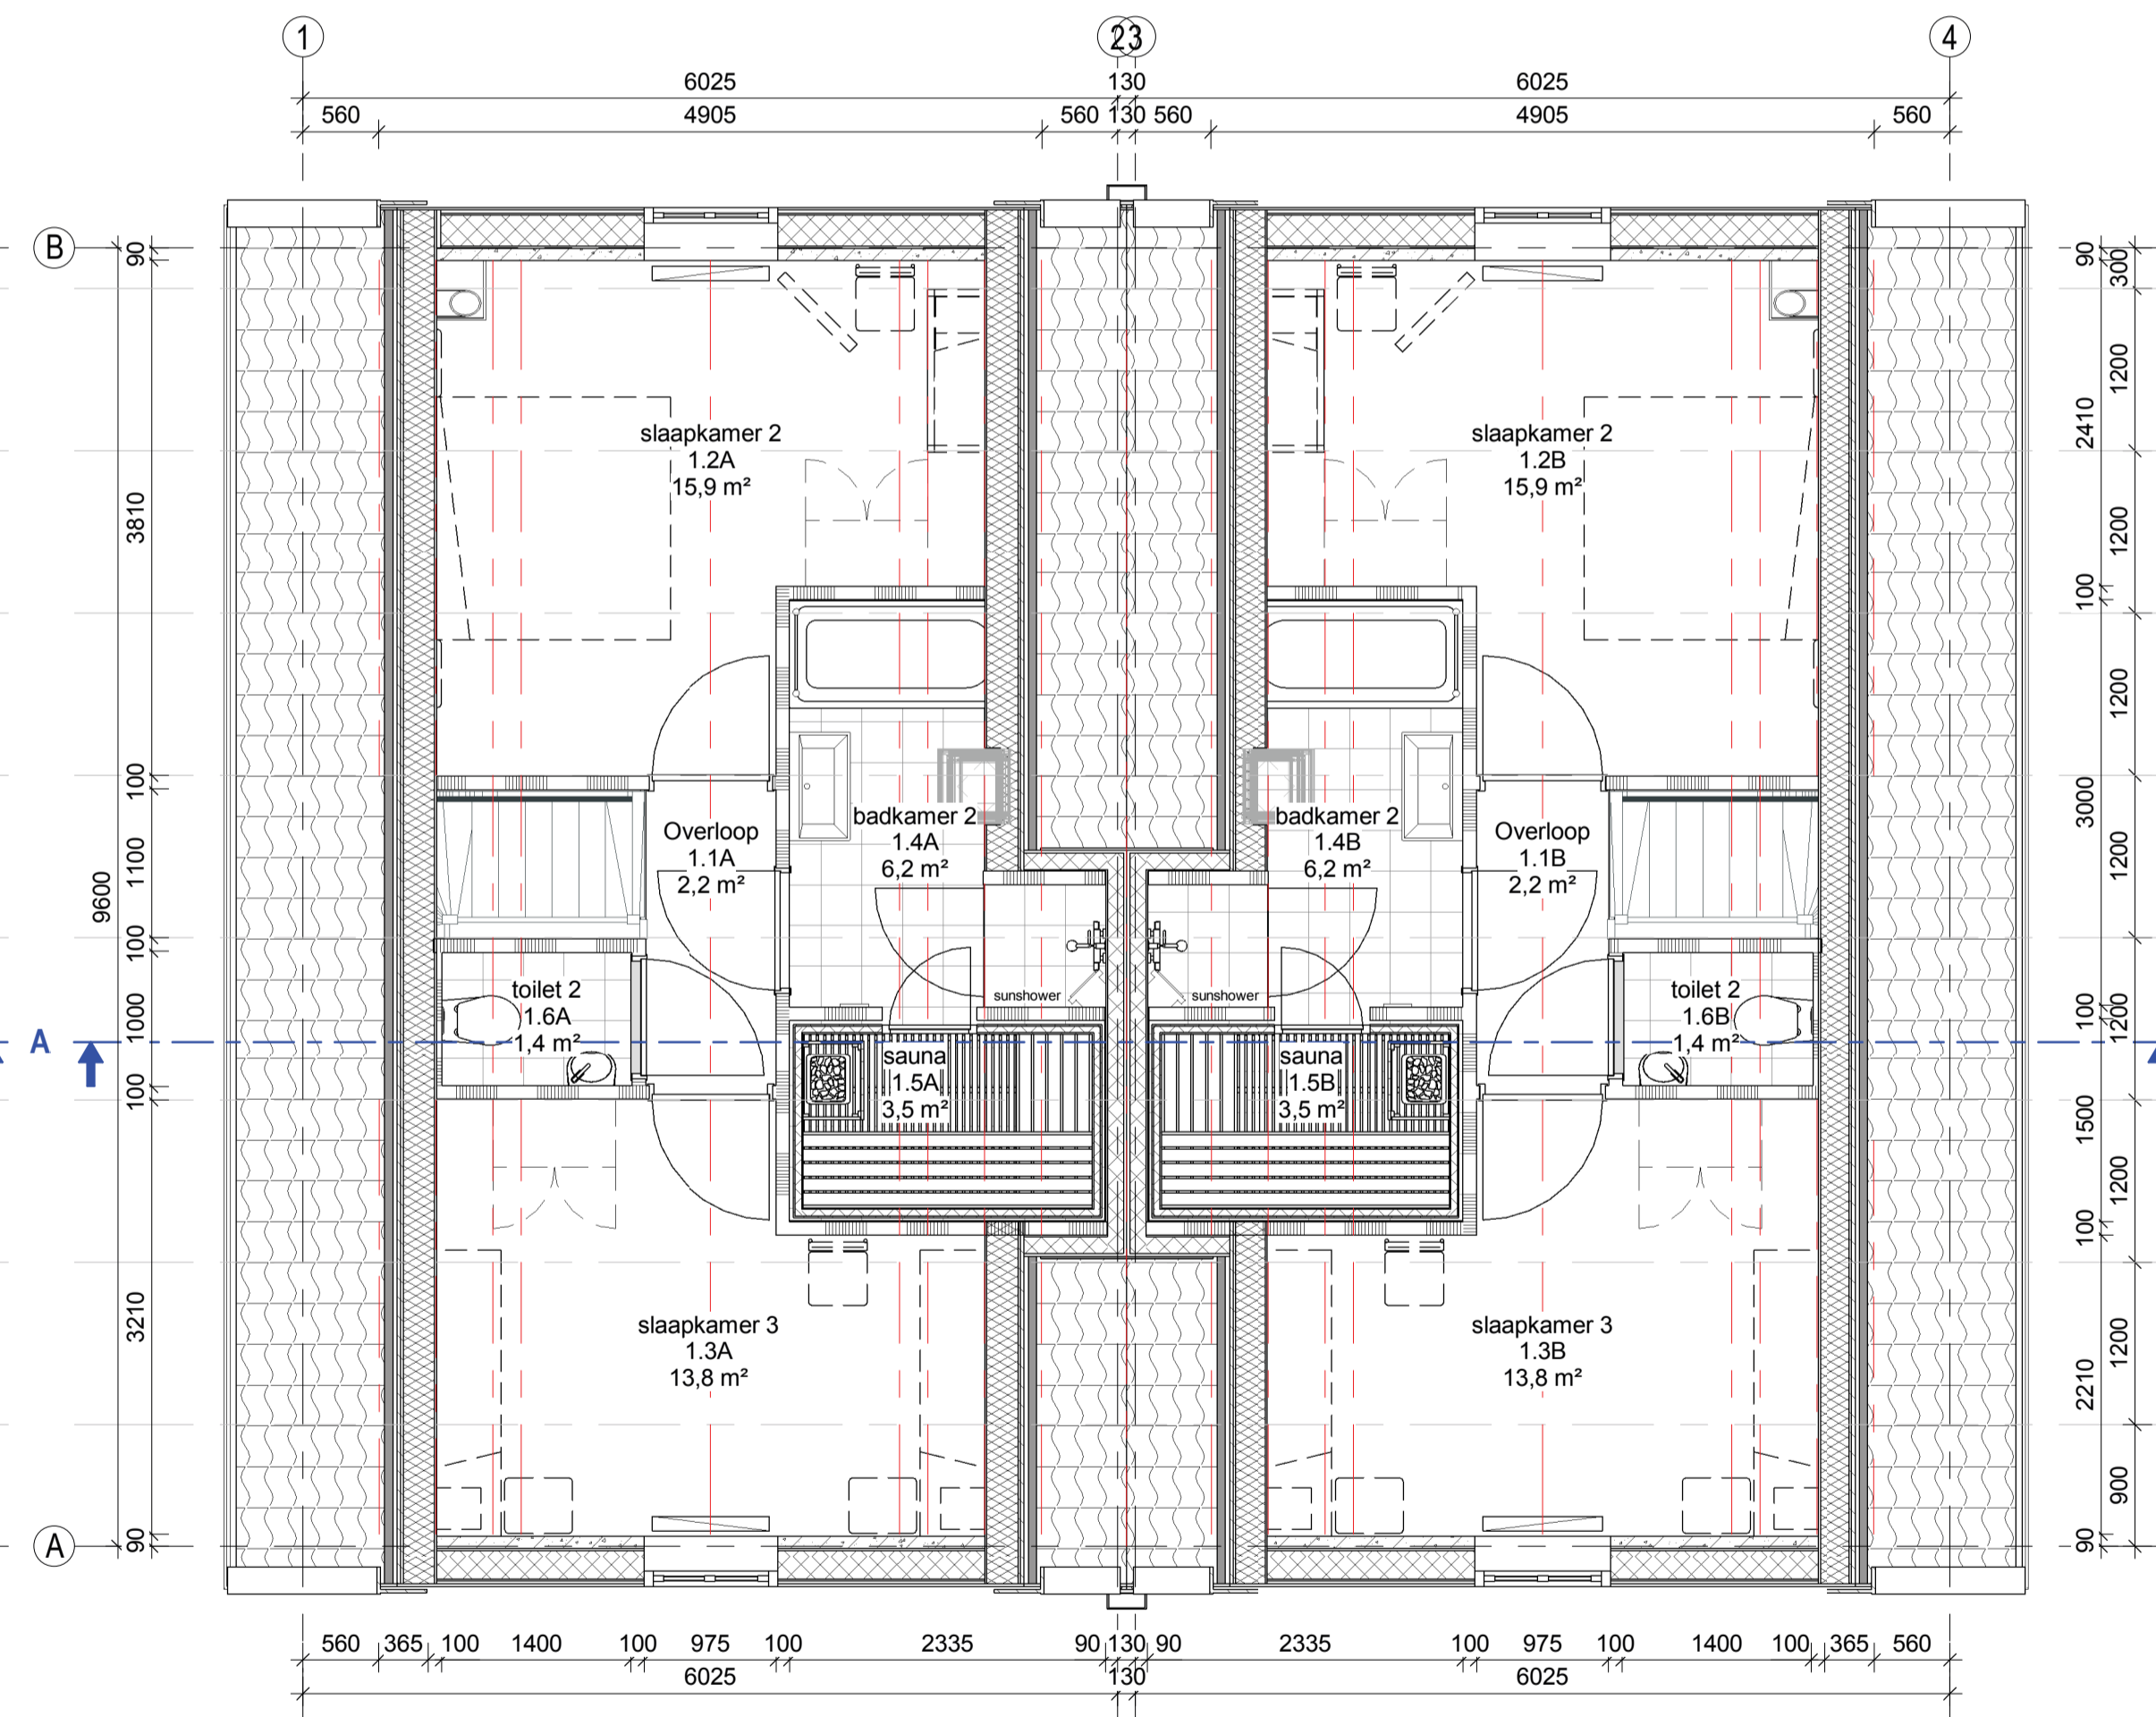 1
2
3
4
6025
130
6025
560
4905
560
130
560
4905
560
B
90
3810
100
1100
100
1000
100
3210
90
9600
A
A
slaapkamer 2
1.2A
15,9 m²
slaapkamer 2
1.2B
15,9 m²
Overloop
1.1A
2,2 m²
badkamer 2
1.4A
6,2 m²
badkamer 2
1.4B
6,2 m²
Overloop
1.1B
2,2 m²
toilet 2
1.6A
1,4 m²
sunshower
sunshower
toilet 2
1.6B
1,4 m²
sauna
1.5A
3,5 m²
sauna
1.5B
3,5 m²
slaapkamer 3
1.3A
13,8 m²
slaapkamer 3
1.3B
13,8 m²
90
2410
100
3000
100
1500
100
2210
90
300
1200
1200
1200
1200
1200
1200
1200
900
560
365
100
1400
100
975
100
2335
90
130
90
2335
100
975
100
1400
100
365
560
6025
130
6025